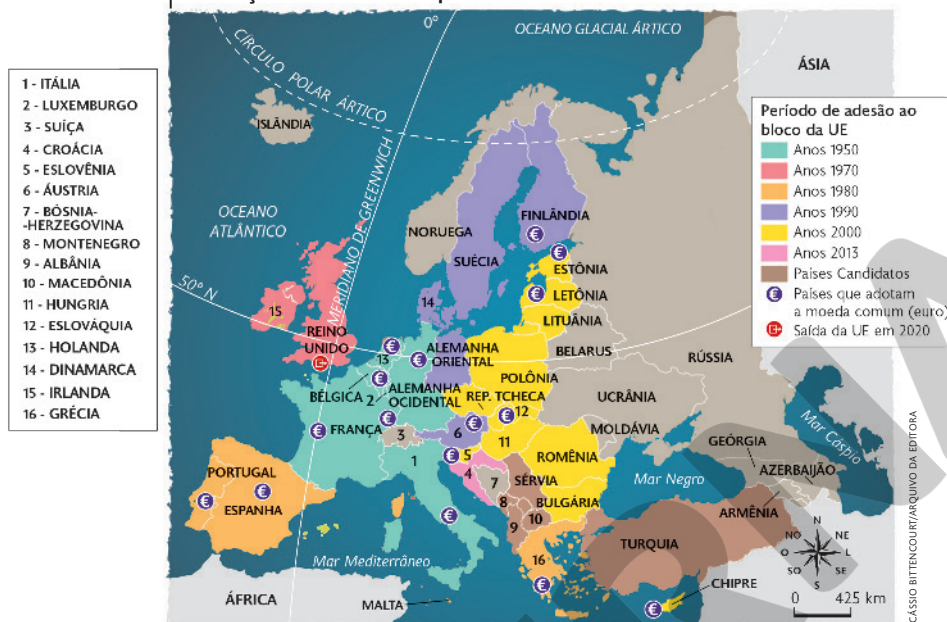 1 - ITÁLIA
2 - LUXEMBURGO
3 - SUÍÇA
4 - CROÁCIA
5 - ESLOVÊNIA
6 - ÁUSTRIA
7 - BÓSNIA-
-HERZEGOVINA
8 - MONTENEGRO
9 - ALBÂNIA
10 - MACEDÔNIA
11 - HUNGRIA
12 - ESLOVÁQUIA
13 - HOLANDA
14 - DINAMARCA
15 - IRLANDA
16 - GRÉCIA
0°
OCEANO GLACIAL ÁRTICO
CÍRCULO POLAR ÁRTICO
ÁSIA
ISLÂNDIA
MERIDIANO DE GREENWICH
OCEANO
ATLÂNTICO
50° N
NORUEGA
SUÉCIA
FINLÂNDIA
ESTÔNIA
LETÔNIA
LITUÂNIA
BELARUS
RÚSSIA
14
15
REINO
UNIDO
13
ALEMANHA
ORIENTAL
POLÔNIA
BÉLGICA
2
ALEMANHA
OCIDENTAL
REP. TCHECA
12
UCRÂNIA
MOLDÁVIA
FRANÇA
3
6
11
1
5
4
7
8
9
10
ROMÊNIA
SÉRVIA
BULGÁRIA
Mar Negro
GEÓRGIA
Mar Cáspio
AZERBAIJÃO
ARMÊNIA
PORTUGAL
ESPANHA
16
TURQUIA
Mar Mediterrâneo
CHIPRE
MALTA
ÁFRICA
Período de adesão ao
bloco da UE
Anos 1950
Anos 1970
Anos 1980
Anos 1990
Anos 2000
Anos 2013
Países Candidatos
€ Países que adotam
a moeda comum (euro)
Saída da UE em 2020
N
NO NE
O L
SO SE
S
0 425 km
CÁSSIO BITTENCOURT/ARQUIVO DA EDITORA